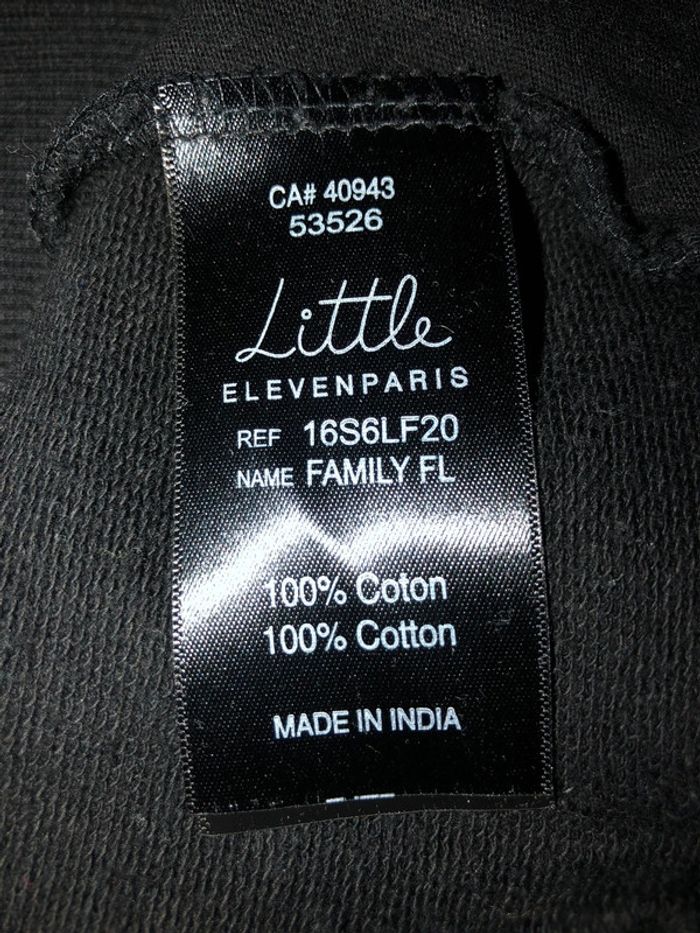 CA# 40943
53526
Little
ELEVENPARIS
REF 16S6LF20
NAME FAMILY FL
100% Coton
100% Cotton
MADE IN INDIA